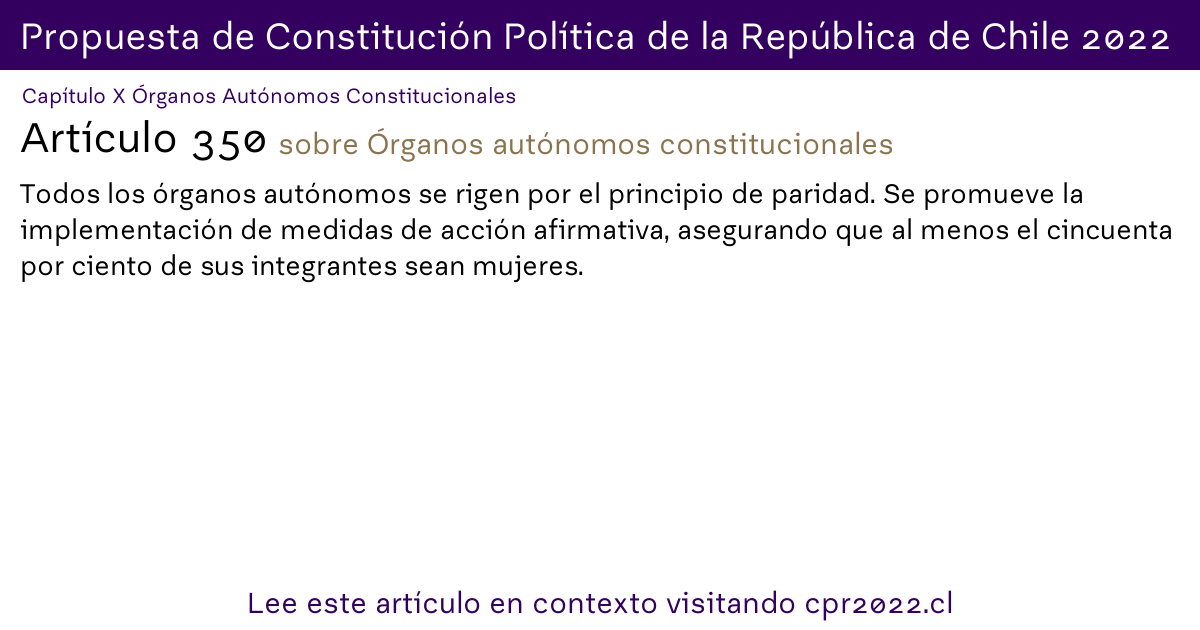 Propuesta de Constitución Política de la República de Chile 2022
Capítulo X Órganos Autónomos Constitucionales
Artículo 350 sobre Órganos autónomos constitucionales
Todos los órganos autónomos se rigen por el principio de paridad. Se promueve la
implementación de medidas de acción afirmativa, asegurando que al menos el cincuenta
por ciento de sus integrantes sean mujeres.
Lee este artículo en contexto visitando cpr2022.cl